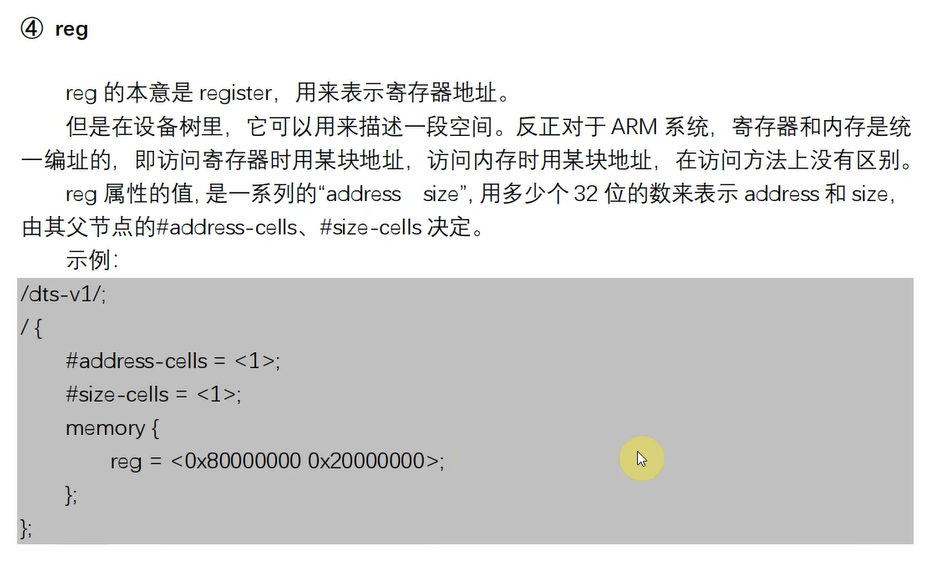 ④ reg
reg 的本意是 register，用来表示寄存器地址。
但是在设备树里，它可以用来描述一段空间。反正对于 ARM 系统，寄存器和内存是统
一编址的，即访问寄存器时用某块地址，访问内存时用某块地址，在访问方法上没有区别。
reg 属性的值, 是一系列的“address size”, 用多少个 32 位的数来表示 address 和 size，
由其父节点的#address-cells、#size-cells 决定。
示例：
/dts-v1/;
/ {
#address-cells = <1>;
#size-cells = <1>;
memory {
reg = <0x80000000 0x20000000>;
};
};